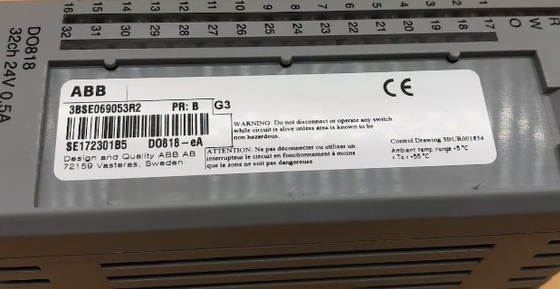 DO818
32ch 24V 0.5A
16 15 14 13 12 11 10 9 8 7 6 5 4 3 2 1
32 31 30 29 28 27 26 25 24 23 22 21 20 19 18 17
R
W
O
ABB
CE
3BSE069053R2 PR: B G3
WARNING: Do not disconnect or operate any switch
while circuit is alive unless area is known to be
non hazardous.
SE172301B5 DO818-eA
Design and Quality ABB AB
72159 Vasteras, Sweden
ATTENTION: Ne pas déconnecter ou utiliser un
interrupteur le circuit en fonctionnement à moins
que le zone ne soit pas dangereuse
Control Drawing 3BUR001854
Ambient temp. range +5 °C
< Ta < +55 °C